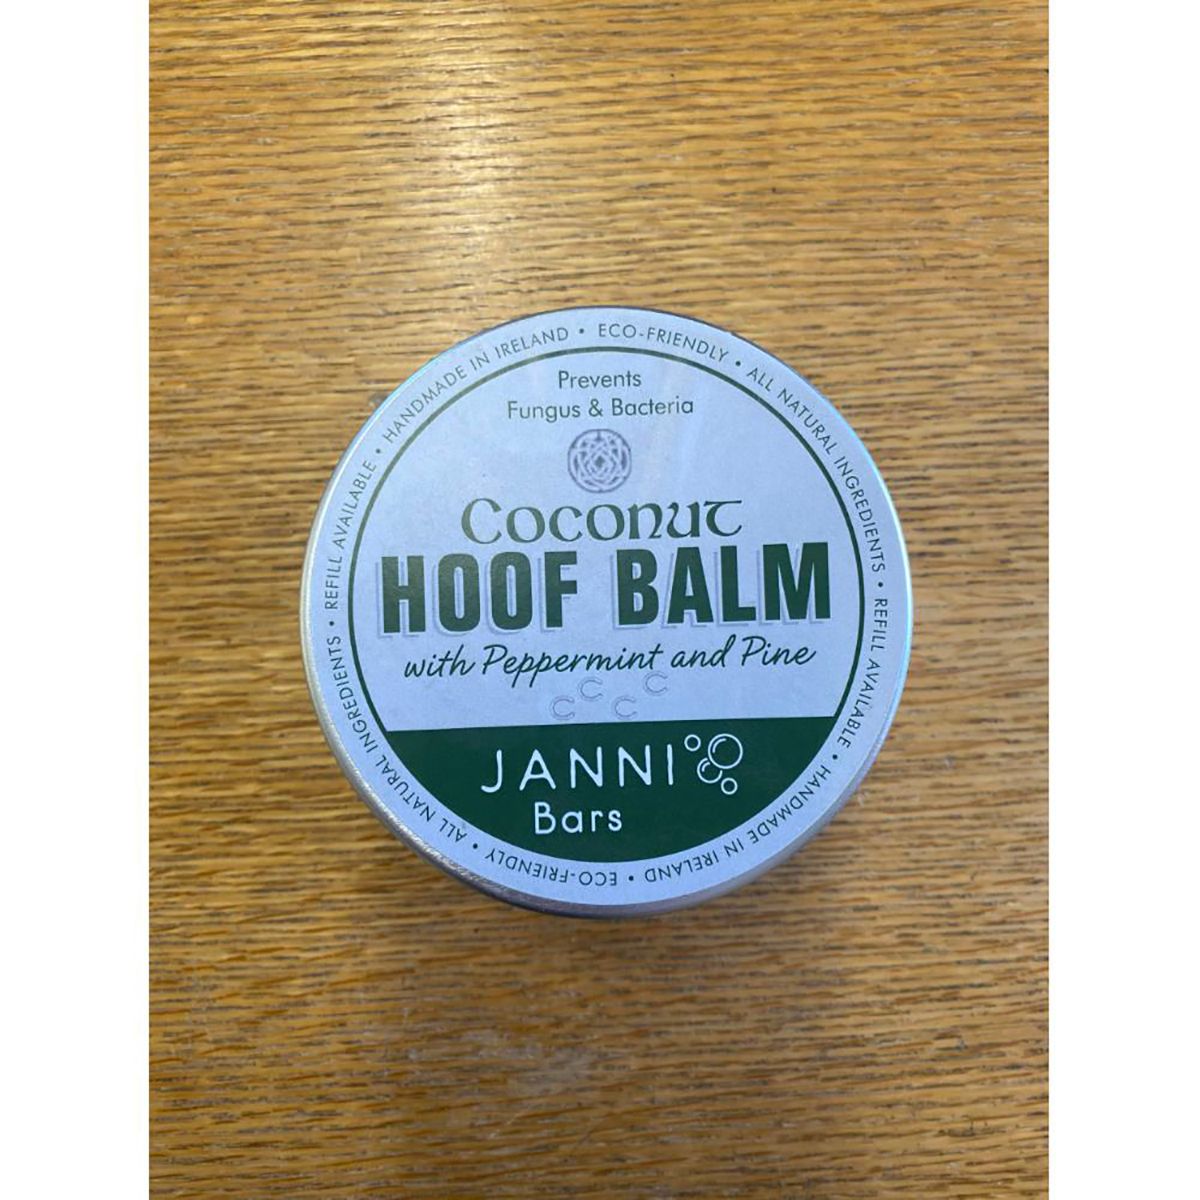 HANDMADE IN IRELAND • ECO-FRIENDLY • ALL NATURAL INGREDIENTS • REFILL AVAILABLE • HANDMADE IN IRELAND • ECO-FRIENDLY • ALL NATURAL INGREDIENTS • REFILL AVAILABLE •
Prevents
Fungus & Bacteria
Coconut
HOOF BALM
with Peppermint and Pine
JANNI
Bars